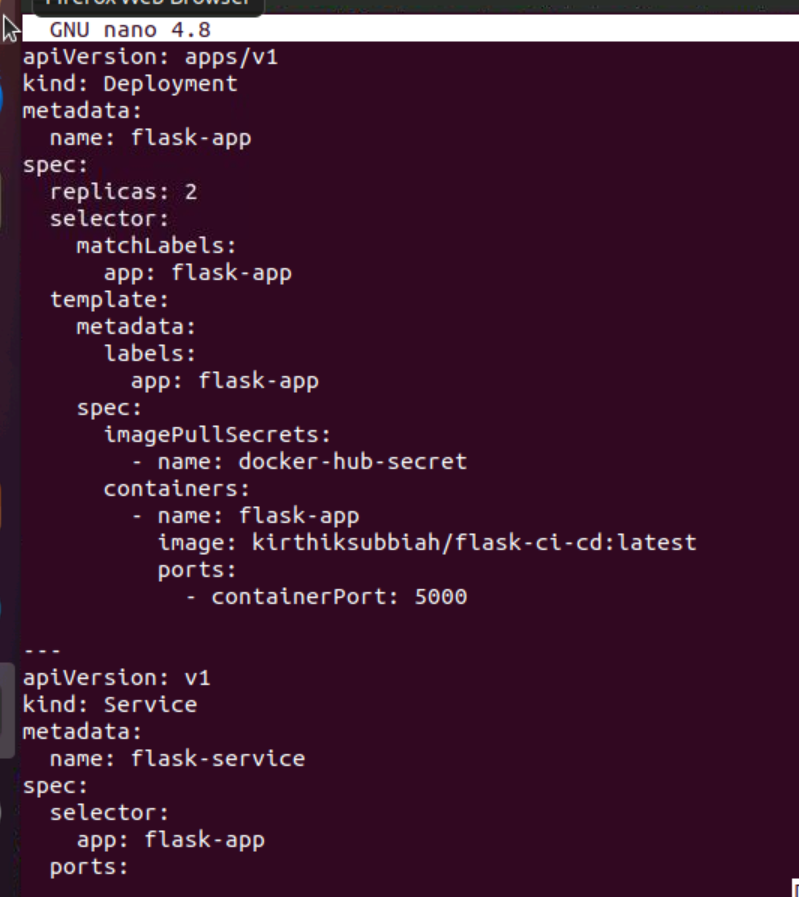 Firefox Web Browser
GNU nano 4.8
apiVersion: apps/v1
kind: Deployment
metadata:
  name: flask-app
spec:
  replicas: 2
  selector:
    matchLabels:
      app: flask-app
  template:
    metadata:
      labels:
        app: flask-app
    spec:
      imagePullSecrets:
        - name: docker-hub-secret
      containers:
        - name: flask-app
          image: kirthiksubbiah/flask-ci-cd:latest
          ports:
            - containerPort: 5000

---
apiVersion: v1
kind: Service
metadata:
  name: flask-service
spec:
  selector:
    app: flask-app
  ports: